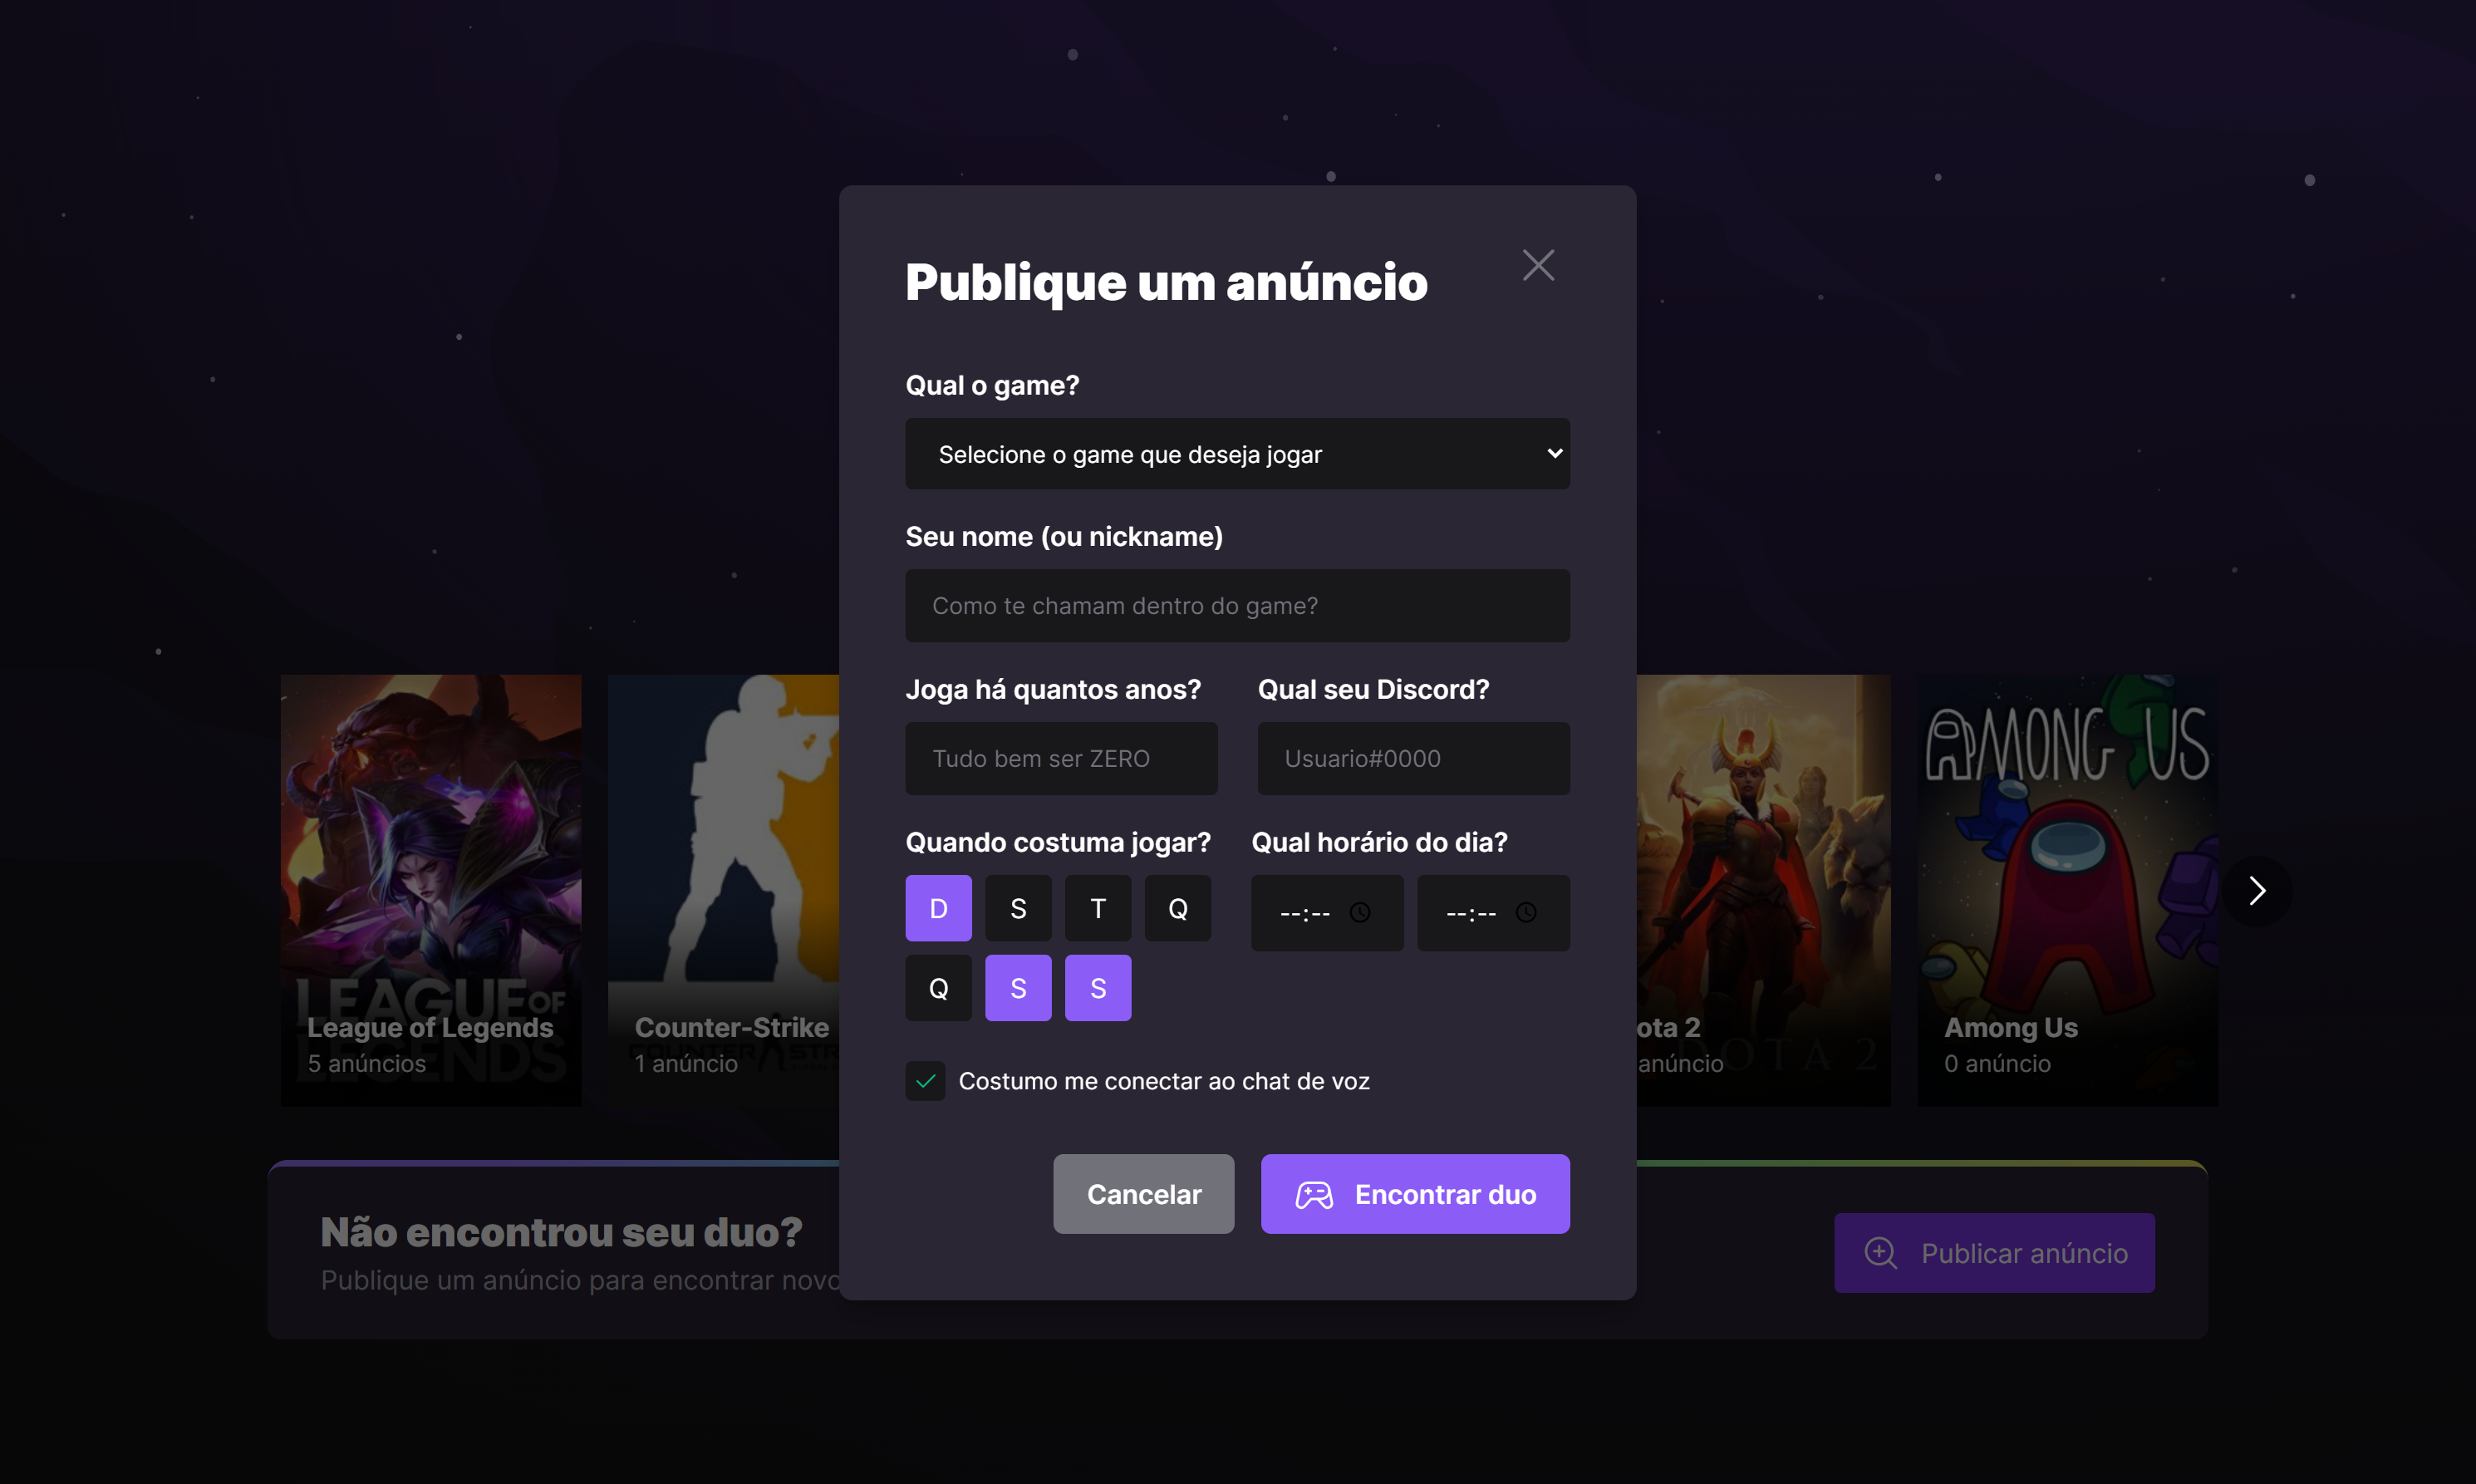 Publique um anúncio
Qual o game?
Selecione o game que deseja jogar
Seu nome (ou nickname)
Como te chamam dentro do game?
Joga há quantos anos? Qual seu Discord?
Tudo bem ser ZERO Usuario#0000
Quando costuma jogar? Qual horário do dia?
D S T Q --:-- --:--
Q S S
Costumo me conectar ao chat de voz
Cancelar Encontrar duo
LEAGUE OF
LEGENDS
League of Legends
5 anúncios
Counter-Strike
1 anúncio
ota 2
anúncio
DOTA 2
AMONG US
Among Us
0 anúncio
Não encontrou seu duo?
Publique um anúncio para encontrar novo
Publicar anúncio